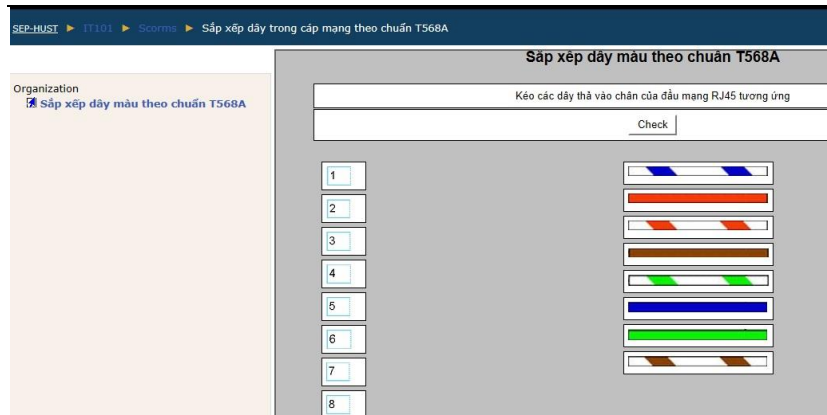 SEP-HUST ► IT101 ► Scorms ► Sắp xếp dây trong cáp mạng theo chuẩn T568A
Sắp xếp dây màu theo chuẩn T568A
Organization
Sắp xếp dây màu theo chuẩn T568A
Kéo các dây thả vào chân của đầu mạng RJ45 tương ứng
Check
1
2
3
4
5
6
7
8